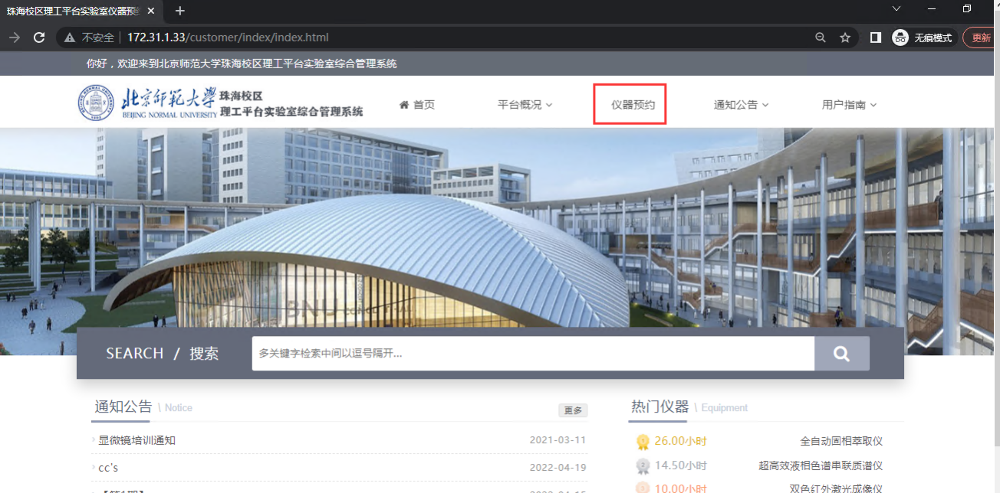 珠海校区理工平台实验室仪器预
不安全 172.31.1.33/customer/index/index.html 无痕模式 更新
你好，欢迎来到北京师范大学珠海校区理工平台实验室综合管理系统
北京师范大学
BEIJING NORMAL UNIVERSITY
珠海校区
理工平台实验室综合管理系统
首页 平台概况 仪器预约 通知公告 用户指南
SEARCH / 搜索 多关键字检索中间以逗号隔开...
通知公告 \ Notice 更多
显微镜培训通知 2021-03-11
cc's 2022-04-19
热门仪器 \ Equipment
26.00小时 全自动固相萃取仪
14.50小时 超高效液相色谱串联质谱仪
10.00小时 双色红外激光成像仪